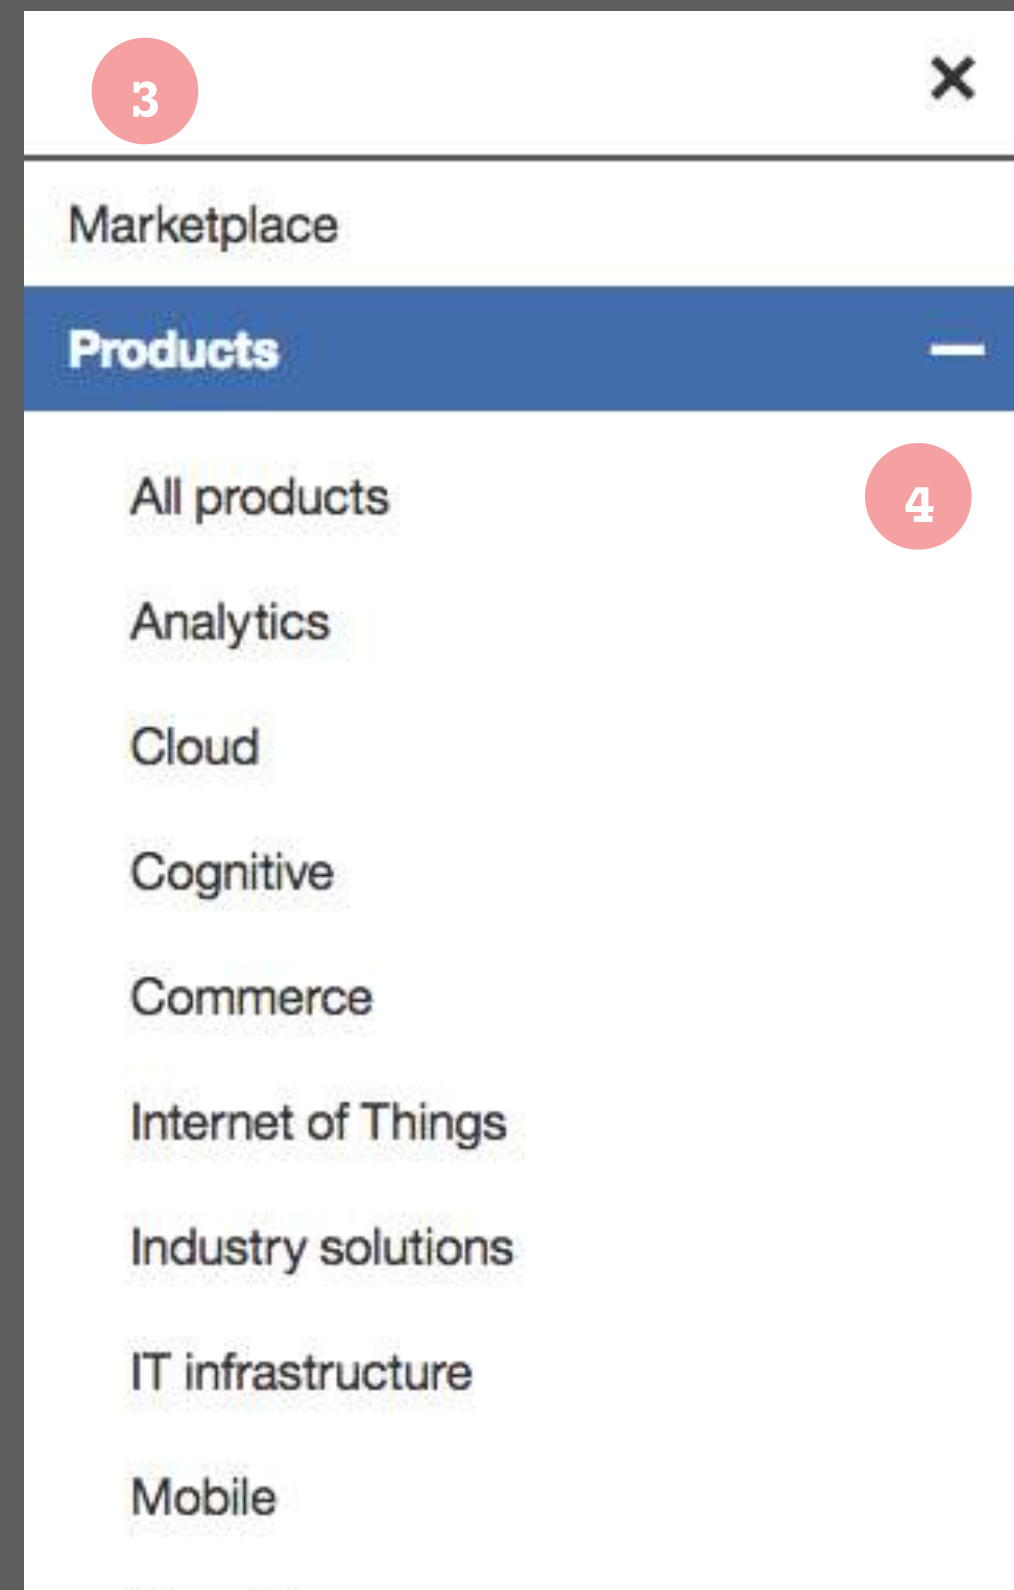 3
Marketplace
Products
All products
4
Analytics
Cloud
Cognitive
Commerce
Internet of Things
Industry solutions
IT infrastructure
Mobile